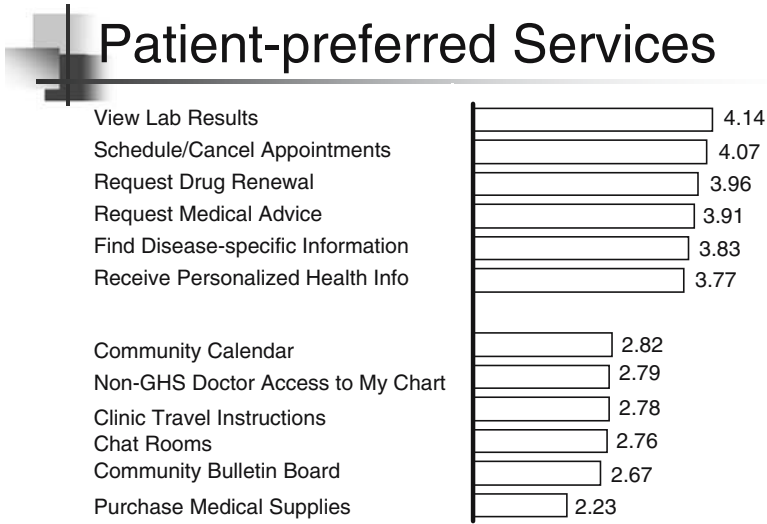 Patient-preferred Services
View Lab Results 4.14
Schedule/Cancel Appointments 4.07
Request Drug Renewal 3.96
Request Medical Advice 3.91
Find Disease-specific Information 3.83
Receive Personalized Health Info 3.77
Community Calendar 2.82
Non-GHS Doctor Access to My Chart 2.79
Clinic Travel Instructions 2.78
Chat Rooms 2.76
Community Bulletin Board 2.67
Purchase Medical Supplies 2.23